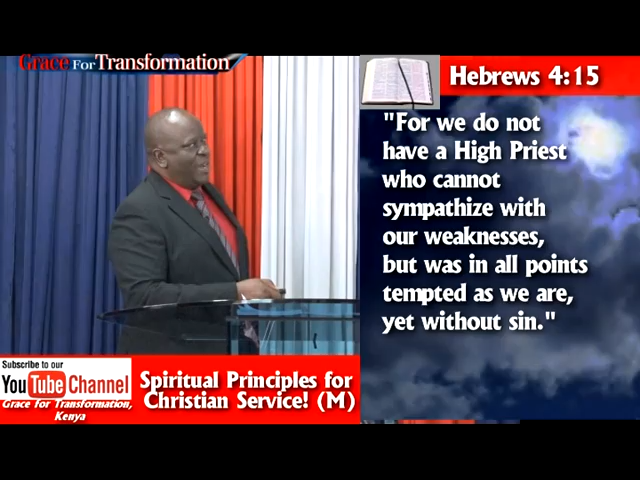 Grace For Transformation
Hebrews 4:15
"For we do not
have a High Priest
who cannot
sympathize with
our weaknesses,
but was in all points
tempted as we are,
yet without sin."
Subscribe to our
YouTube Channel
Grace For Transformation,
Kenya
Spiritual Principles for
Christian Service! (M)